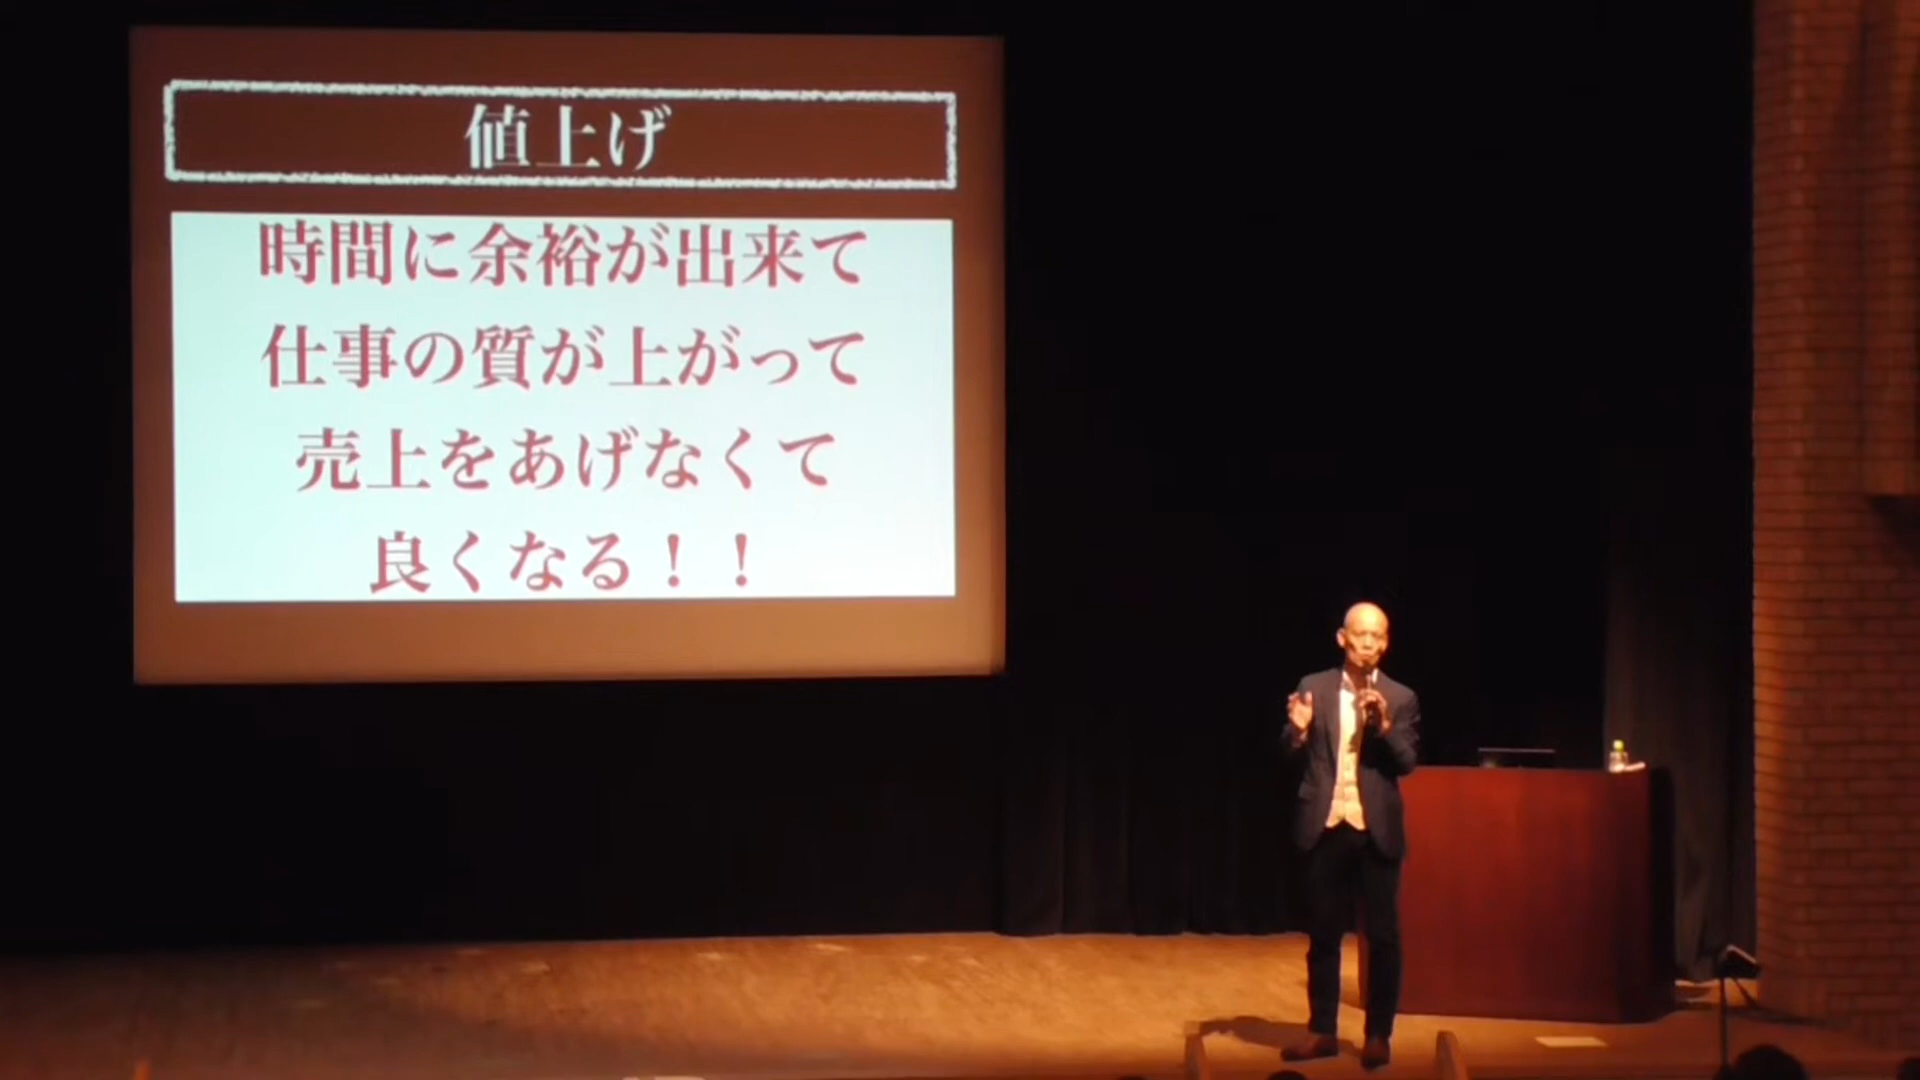 値上げ
時間に余裕が出来て
仕事の質が上がって
売上をあげなくて
良くなる！！